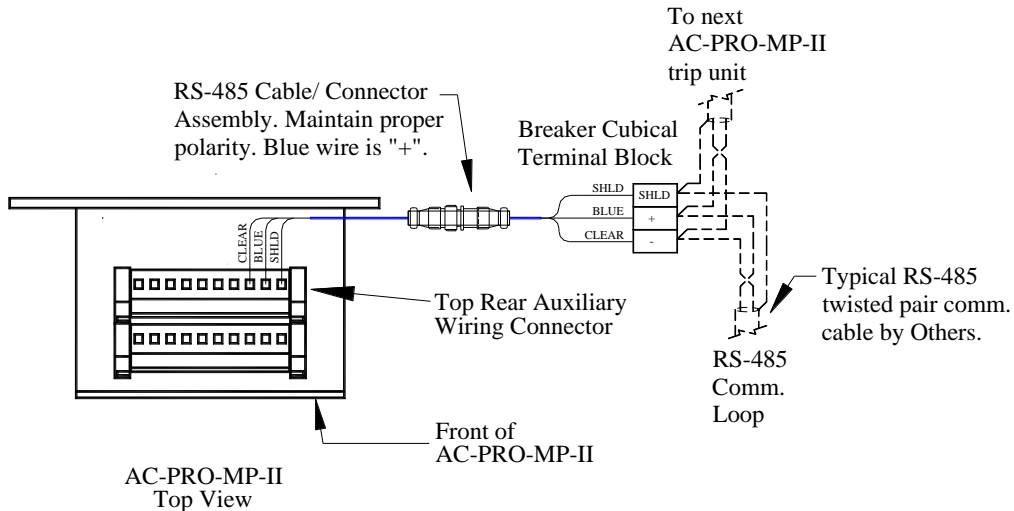 To next
AC-PRO-MP-II
trip unit
RS-485 Cable/ Connector
Assembly. Maintain proper
polarity. Blue wire is "+".
Breaker Cubical
Terminal Block
SHLD
BLUE
CLEAR
SHLD
+
-
CLEAR
BLUE
SHLD
Top Rear Auxiliary
Wiring Connector
Typical RS-485
twisted pair comm.
cable by Others.
RS-485
Comm.
Loop
Front of
AC-PRO-MP-II
AC-PRO-MP-II
Top View